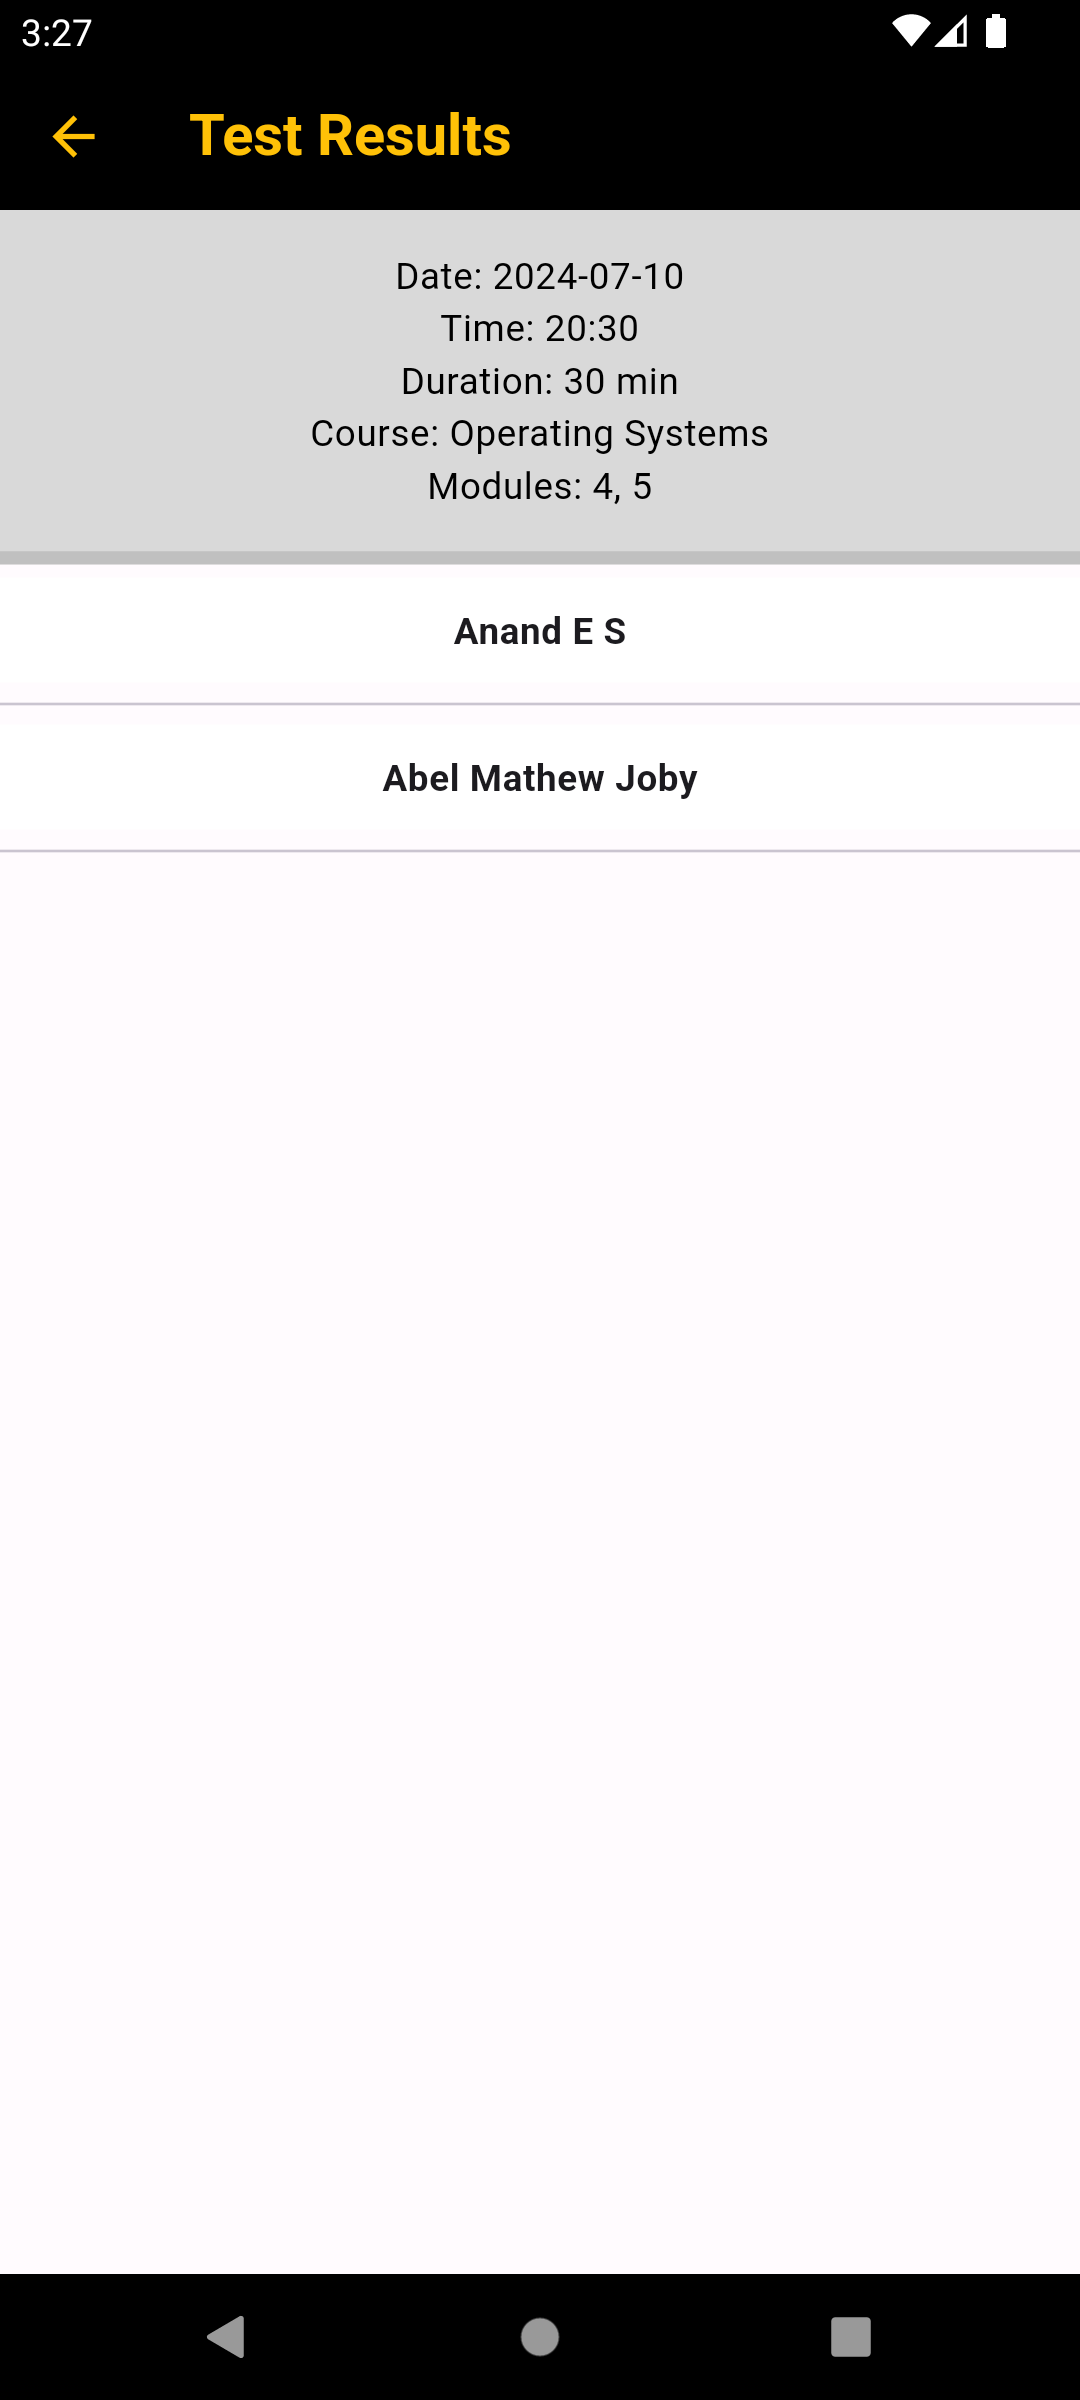 3:27
Test Results
Date: 2024-07-10
Time: 20:30
Duration: 30 min
Course: Operating Systems
Modules: 4, 5
Anand E S
Abel Mathew Joby